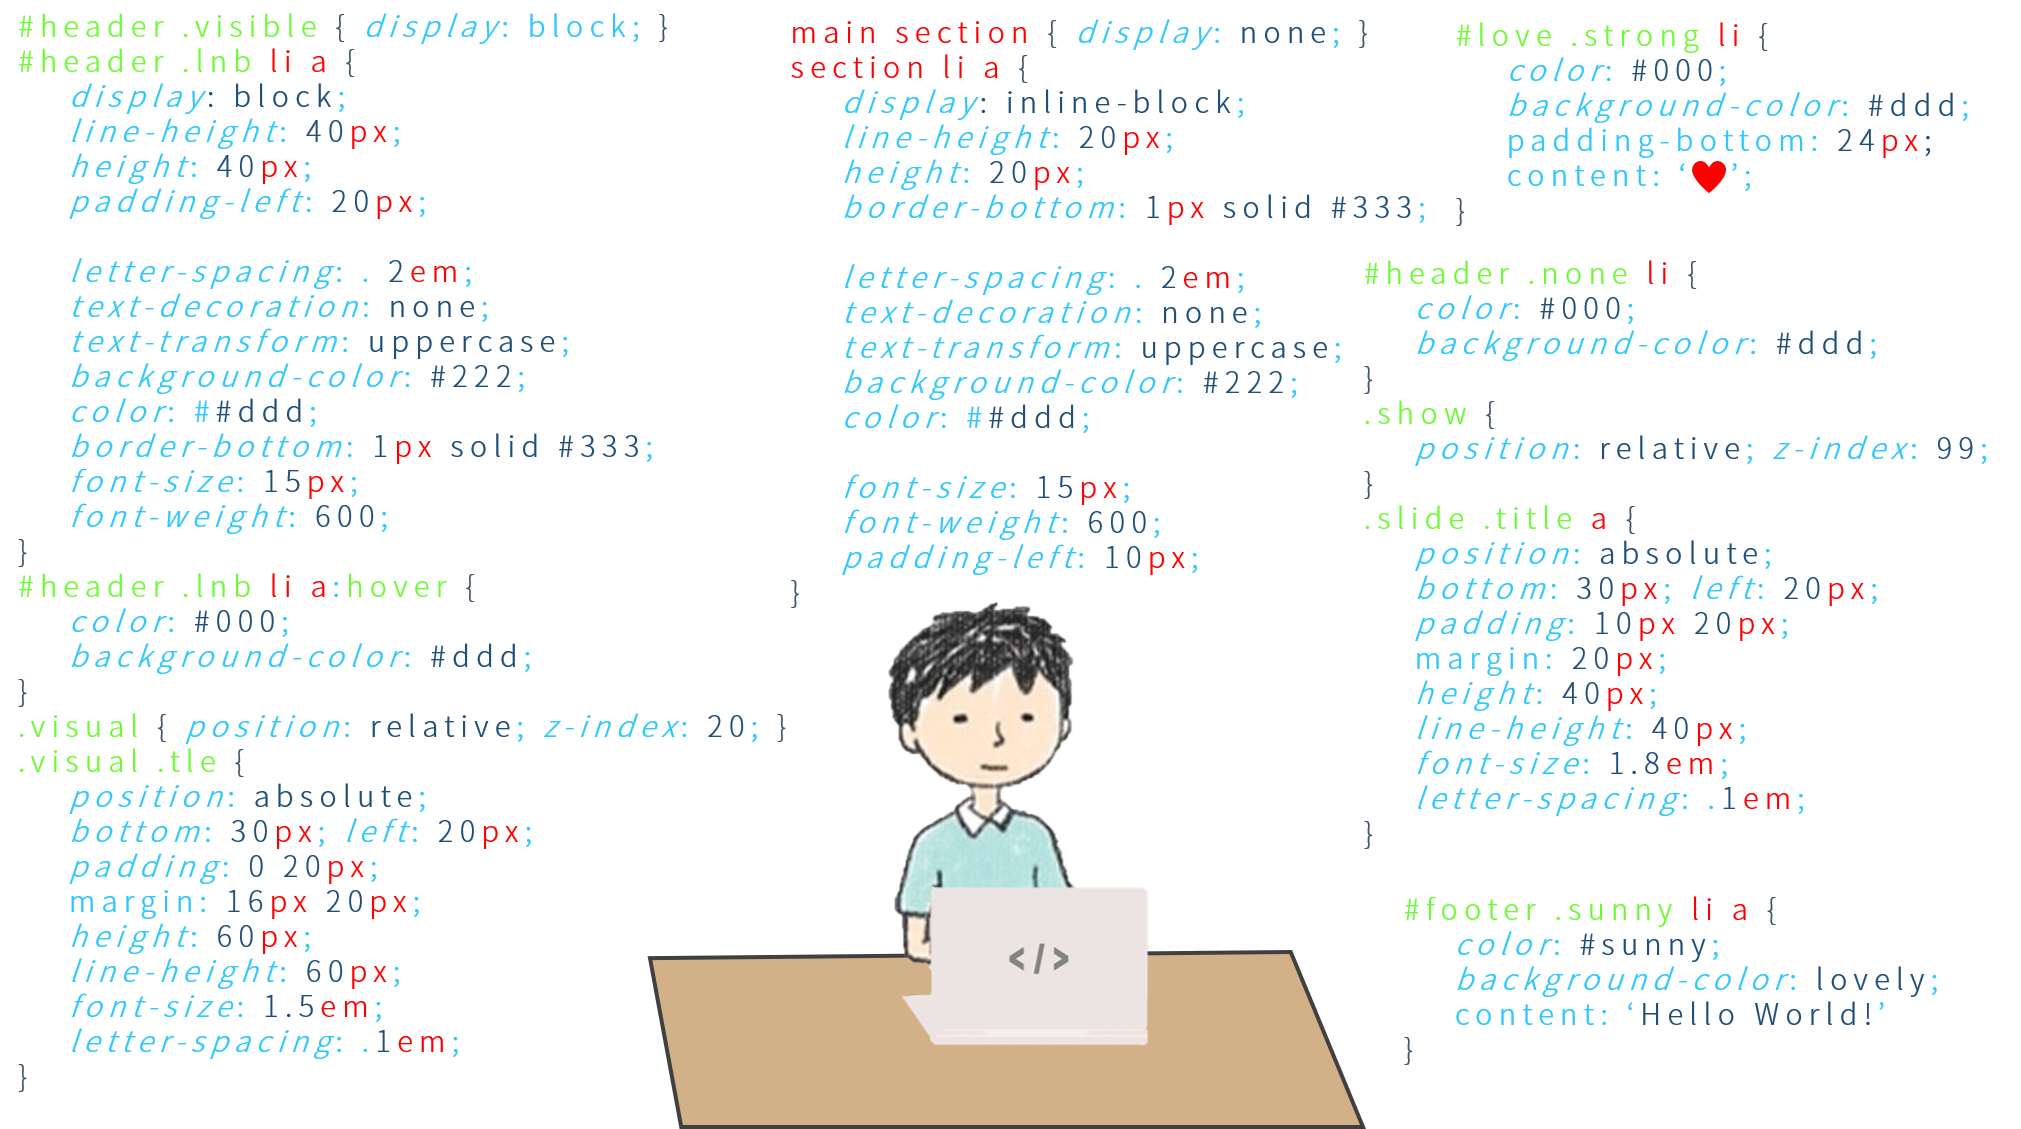 #header .visible { display: block; }
#header .lnb li a {
display: block;
line-height: 40px;
height: 40px;
padding-left: 20px;
letter-spacing: . 2em;
text-decoration: none;
text-transform: uppercase;
background-color: #222;
color: ##ddd;
border-bottom: 1px solid #333;
font-size: 15px;
font-weight: 600;
}
#header .lnb li a:hover {
color: #000;
background-color: #ddd;
}
.visual { position: relative; z-index: 20; }
.visual .tle {
position: absolute;
bottom: 30px; left: 20px;
padding: 0 20px;
margin: 16px 20px;
height: 60px;
line-height: 60px;
font-size: 1.5em;
letter-spacing: .1em;
}
main section { display: none; }
section li a {
display: inline-block;
line-height: 20px;
height: 20px;
border-bottom: 1px solid #333;
letter-spacing: . 2em;
text-decoration: none;
text-transform: uppercase;
background-color: #222;
color: ##ddd;
font-size: 15px;
font-weight: 600;
padding-left: 10px;
}
</>
#love .strong li {
color: #000;
background-color: #ddd;
padding-bottom: 24px;
content: ‘♥’;
}
#header .none li {
color: #000;
background-color: #ddd;
}
.show {
position: relative; z-index: 99;
}
.slide .title a {
position: absolute;
bottom: 30px; left: 20px;
padding: 10px 20px;
margin: 20px;
height: 40px;
line-height: 40px;
font-size: 1.8em;
letter-spacing: .1em;
}
#footer .sunny li a {
color: #sunny;
background-color: lovely;
content: ‘Hello World!’
}